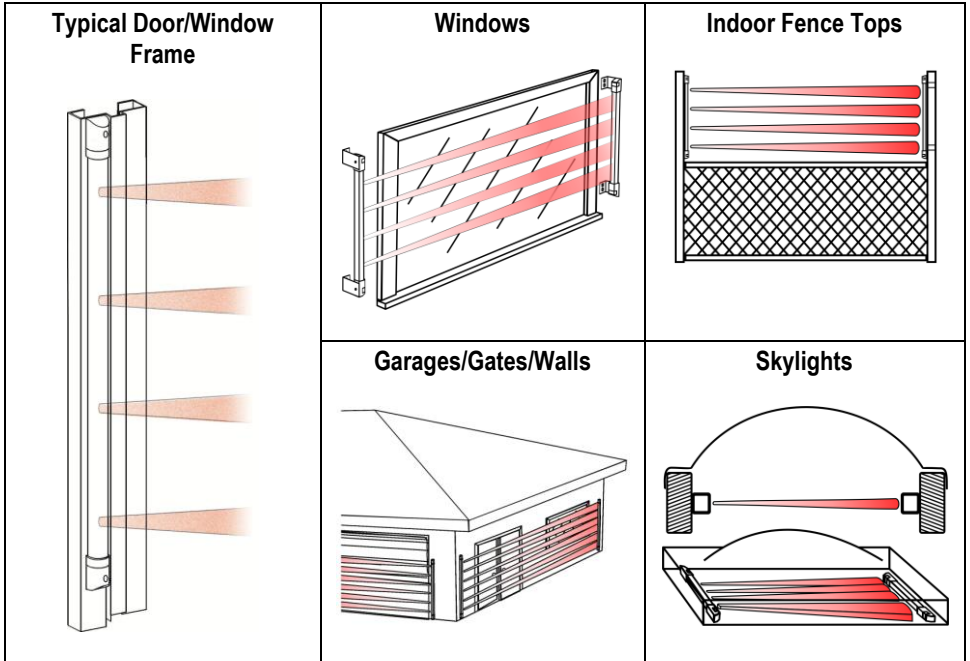 Typical Door/Window
Frame
Windows
Indoor Fence Tops
Garages/Gates/Walls
Skylights